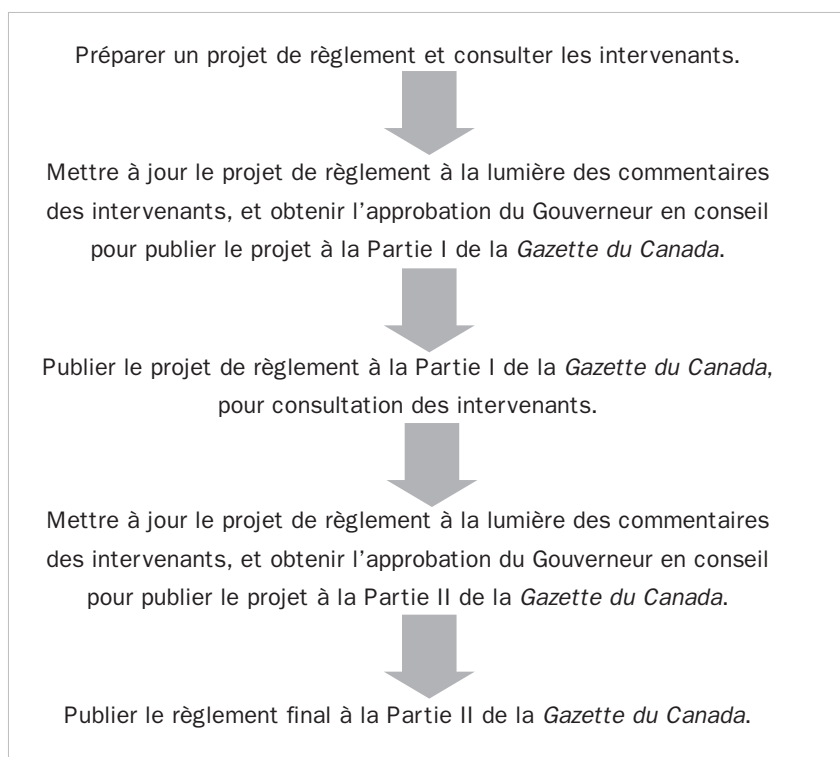 Préparer un projet de règlement et consulter les intervenants.
Mettre à jour le projet de règlement à la lumière des commentaires
des intervenants, et obtenir l’approbation du Gouverneur en conseil
pour publier le projet à la Partie I de la Gazette du Canada.
Publier le projet de règlement à la Partie I de la Gazette du Canada,
pour consultation des intervenants.
Mettre à jour le projet de règlement à la lumière des commentaires
des intervenants, et obtenir l’approbation du Gouverneur en conseil
pour publier le projet à la Partie II de la Gazette du Canada.
Publier le règlement final à la Partie II de la Gazette du Canada.